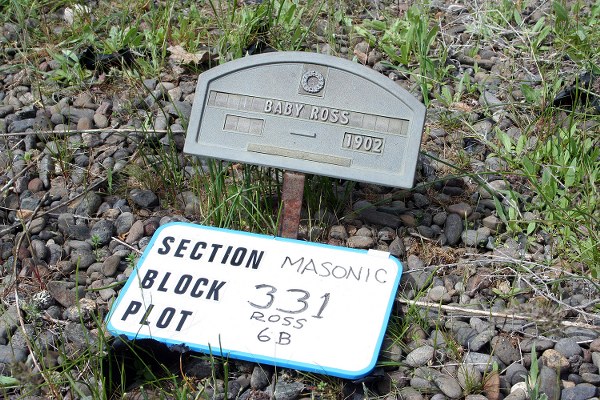 BABY ROSS
1902
SECTION MASONIC
BLOCK 331
ROSS
PLOT 6B